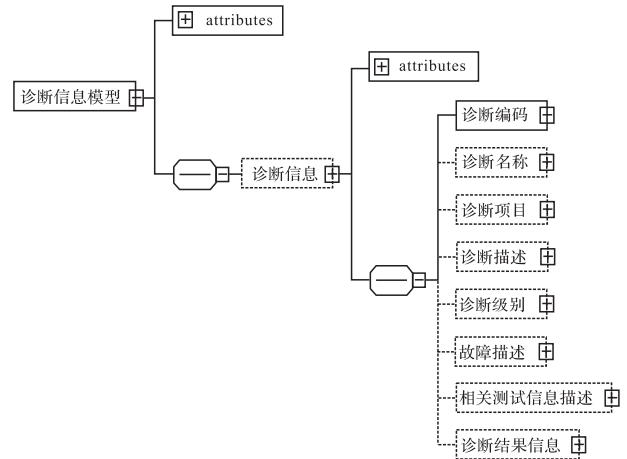 attributes
诊断信息模型
诊断信息
attributes
诊断编码
诊断名称
诊断项目
诊断描述
诊断级别
故障描述
相关测试信息描述
诊断结果信息